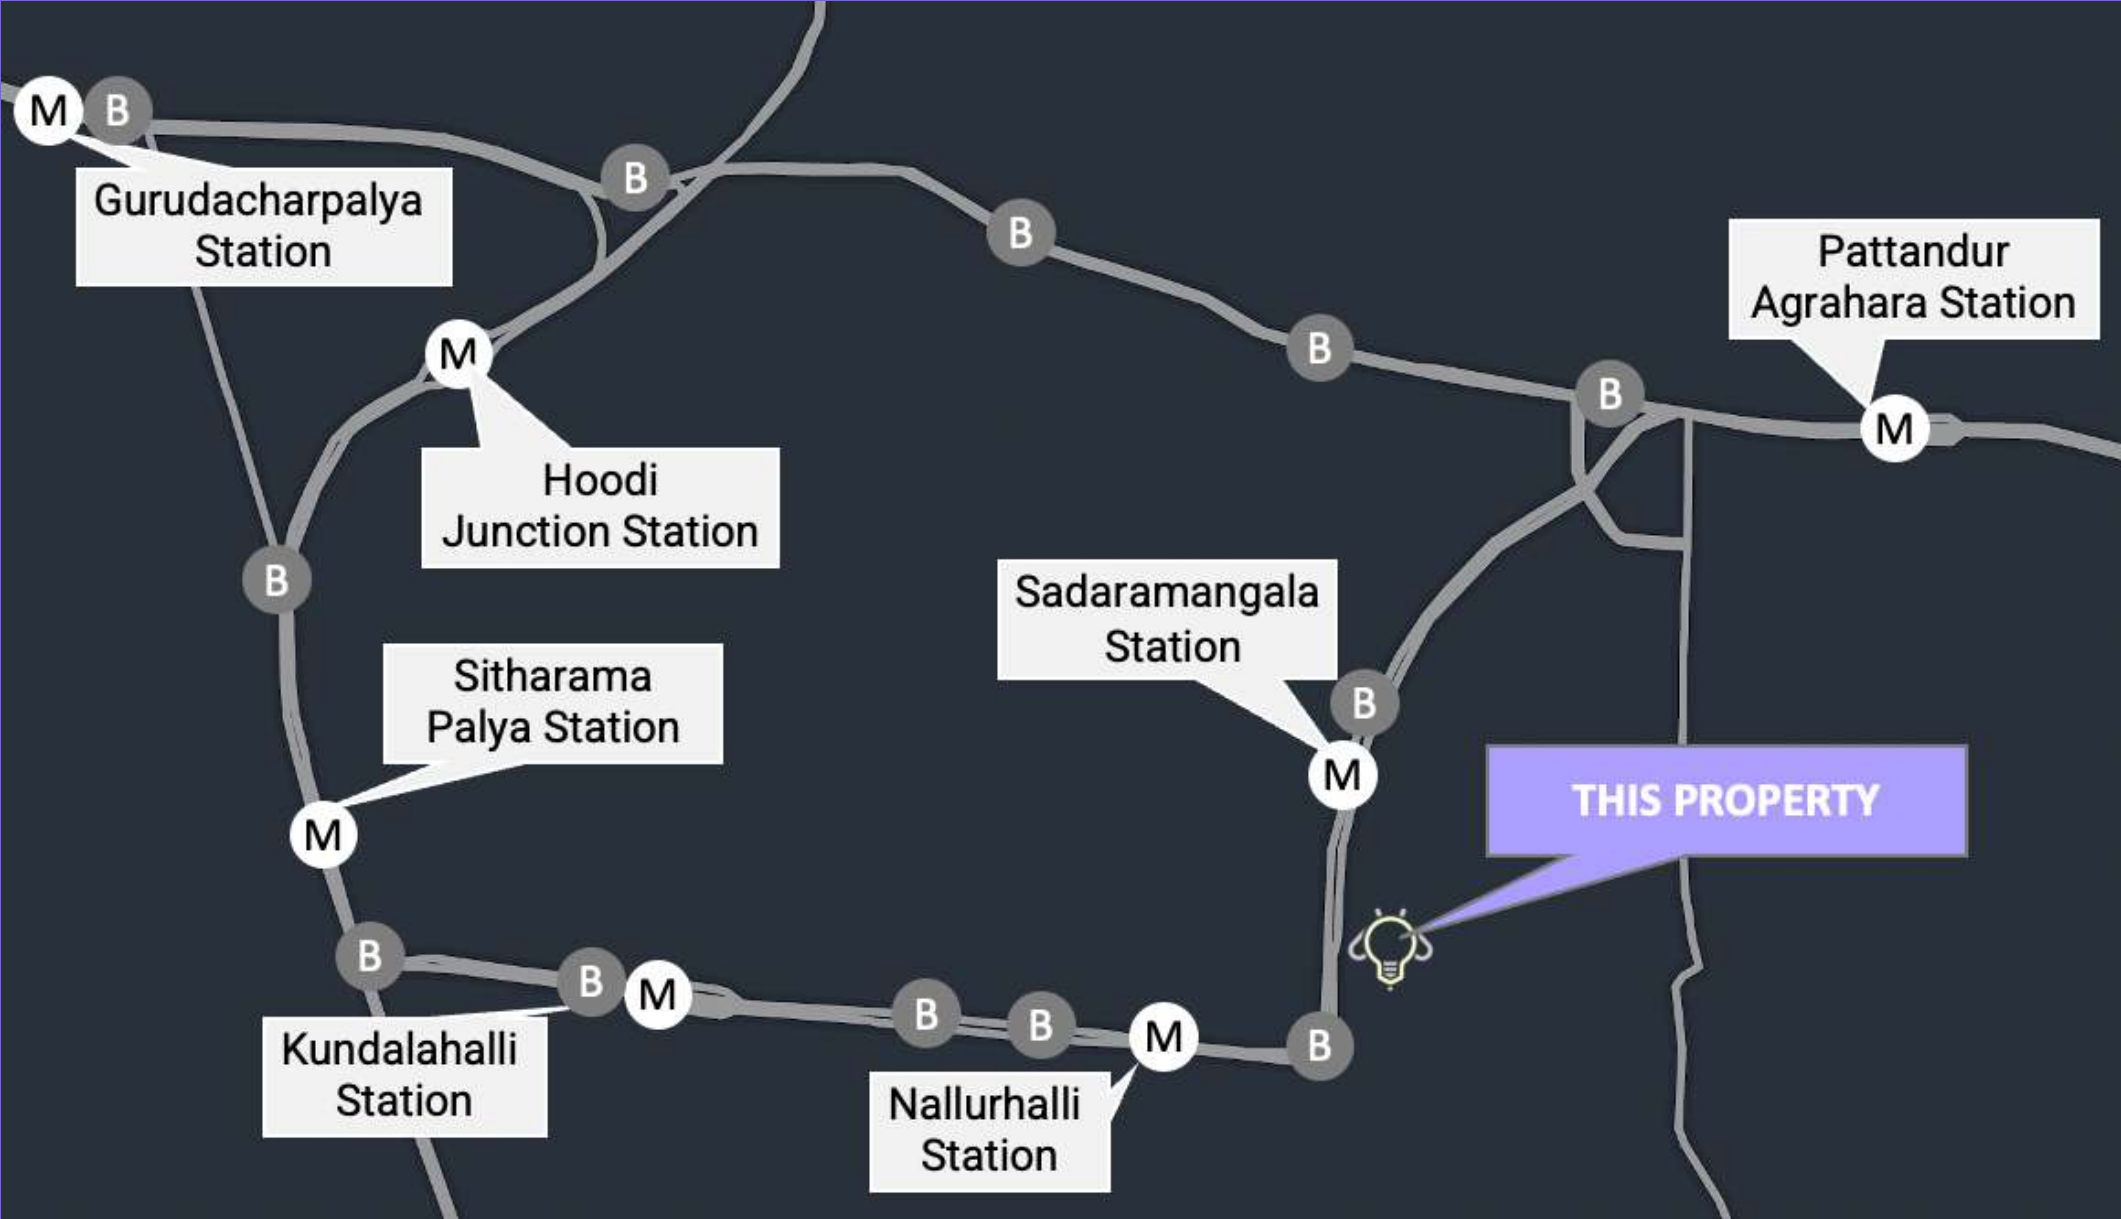 M B
Gurudacharpalya
Station
B
B
Pattandur
Agrahara Station
B
B
M
M
Hoodi
Junction Station
B
Sadaramangala
Station
Sitharama
Palya Station
B
M
THIS PROPERTY
M
B
B M
B B M B
Kundalahalli
Station
Nallurhalli
Station